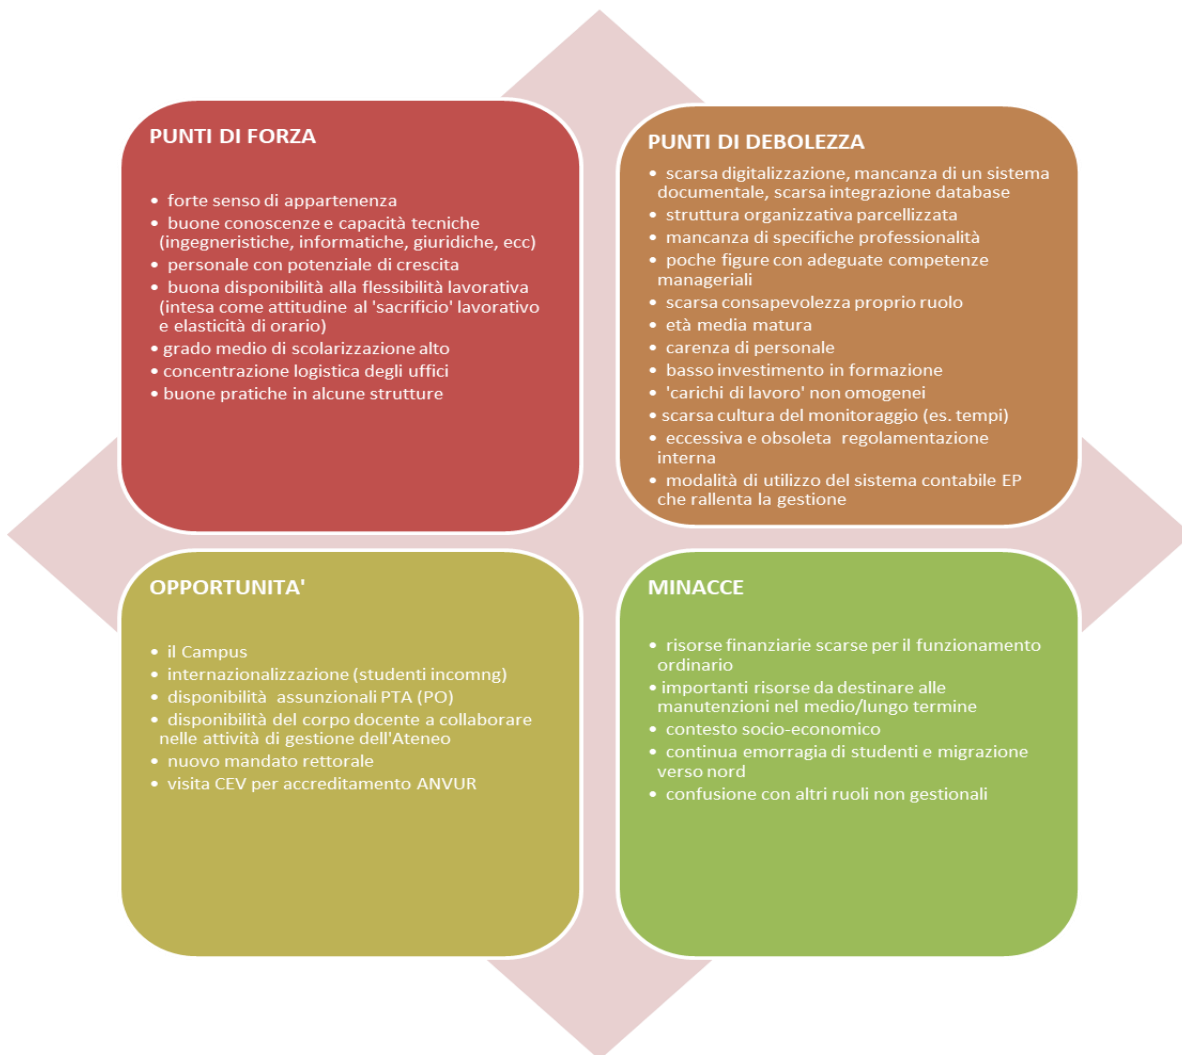 PUNTI DI FORZA
• forte senso di appartenenza
• buone conoscenze e capacità tecniche
(ingegneristiche, informatiche, giuridiche, ecc)
• personale con potenziale di crescita
• buona disponibilità alla flessibilità lavorativa
(intesa come attitudine al 'sacrificio' lavorativo
e elasticità di orario)
• grado medio di scolarizzazione alto
• concentrazione logistica degli uffici
• buone pratiche in alcune strutture
PUNTI DI DEBOLEZZA
• scarsa digitalizzazione, mancanza di un sistema
documentale, scarsa integrazione database
• struttura organizzativa parcellizzata
• mancanza di specifiche professionalità
• poche figure con adeguate competenze
manageriali
• scarsa consapevolezza proprio ruolo
• età media matura
• carenza di personale
• basso investimento in formazione
• 'carichi di lavoro' non omogenei
• scarsa cultura del monitoraggio (es. tempi)
• eccessiva e obsoleta regolamentazione
interna
• modalità di utilizzo del sistema contabile EP
che rallenta la gestione
OPPORTUNITA'
• il Campus
• internazionalizzazione (studenti incomng)
• disponibilità assunzionali PTA (PO)
• disponibilità del corpo docente a collaborare
nelle attività di gestione dell'Ateneo
• nuovo mandato rettorale
• visita CEV per accreditamento ANVUR
MINACCE
• risorse finanziarie scarse per il funzionamento
ordinario
• importanti risorse da destinare alle
manutenzioni nel medio/lungo termine
• contesto socio-economico
• continua emorragia di studenti e migrazione
verso nord
• confusione con altri ruoli non gestionali